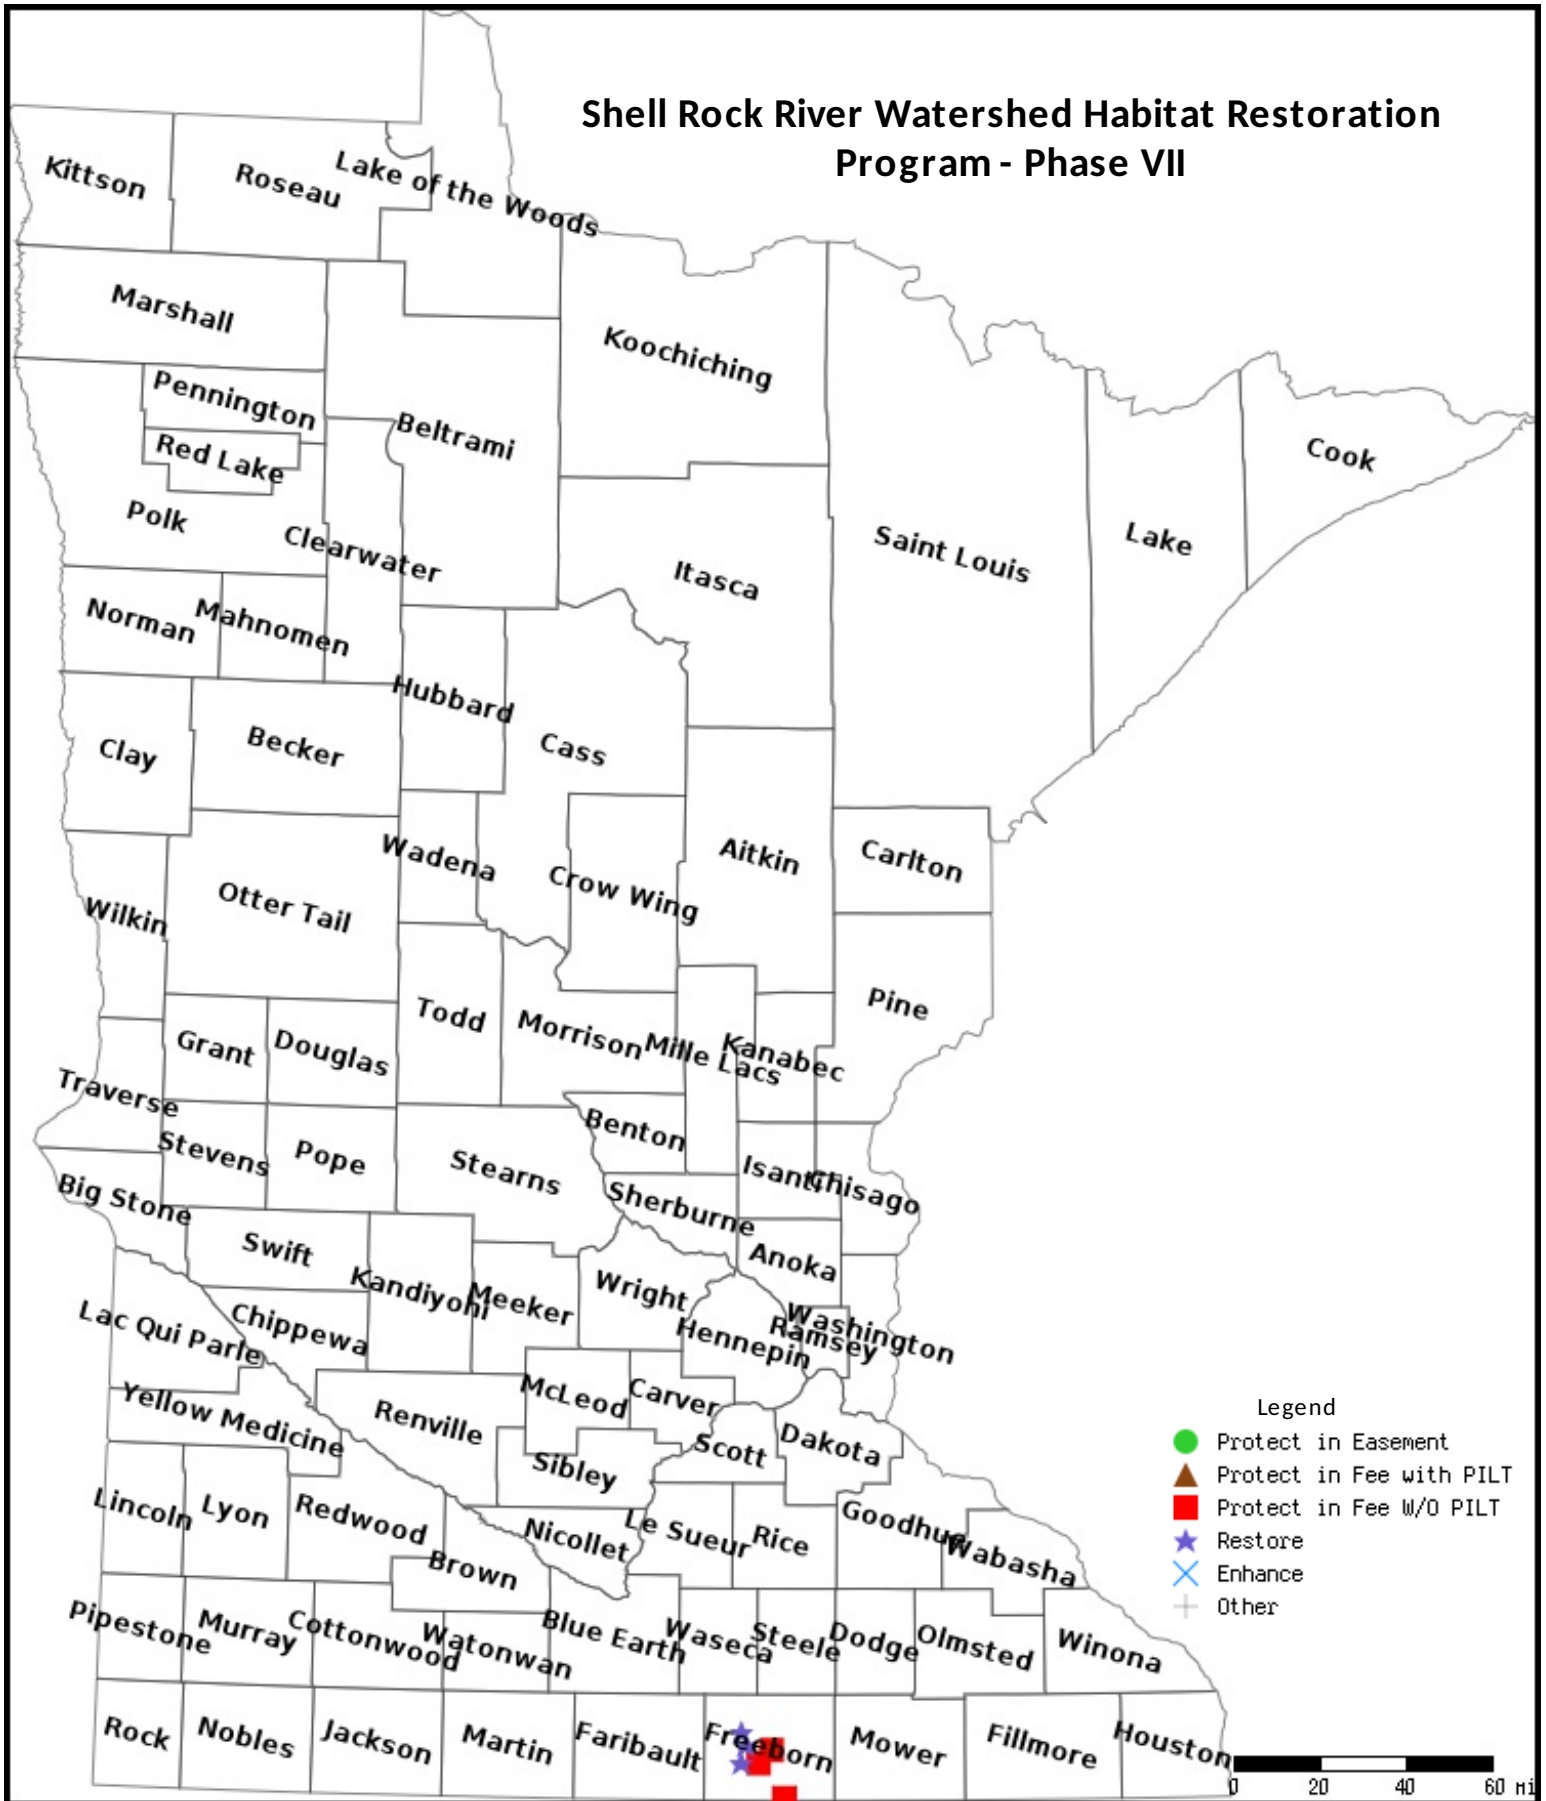 Shell Rock River Watershed Habitat Restoration
Program - Phase VII
Kittson
Roseau
Lake of the Woods
Marshall
Koochiching
Pennington
Beltrami
Red Lake
Cook
Polk
Clearwater
Saint Louis
Lake
Itasca
Norman
Mahnomen
Hubbard
Clay
Becker
Cass
Wadena
Aitkin
Carlton
Crow Wing
Otter Tail
Wilkin
Pine
Todd
Morrison
Mille Lacs
Kanabec
Grant
Douglas
Traverse
Benton
Stevens
Pope
Stearns
Isanti
Chisago
Big Stone
Sherburne
Swift
Anoka
Kandiyohi
Meeker
Wright
Washington
Ramsey
Hennepin
Lac Qui Parle
Chippewa
McLeod
Carver
Yellow Medicine
Renville
Scott
Dakota
Sibley
Lincoln
Lyon
Redwood
Nicollet
Le Sueur
Rice
Goodhue
Wabasha
Brown
Pipestone
Murray
Cottonwood
Watonwan
Blue Earth
Waseca
Steele
Dodge
Olmsted
Winona
Rock
Nobles
Jackson
Martin
Faribault
Freeborn
Mower
Fillmore
Houston
Legend
Protect in Easement
Protect in Fee with PILT
Protect in Fee W/O PILT
Restore
Enhance
Other
0 20 40 60 mi